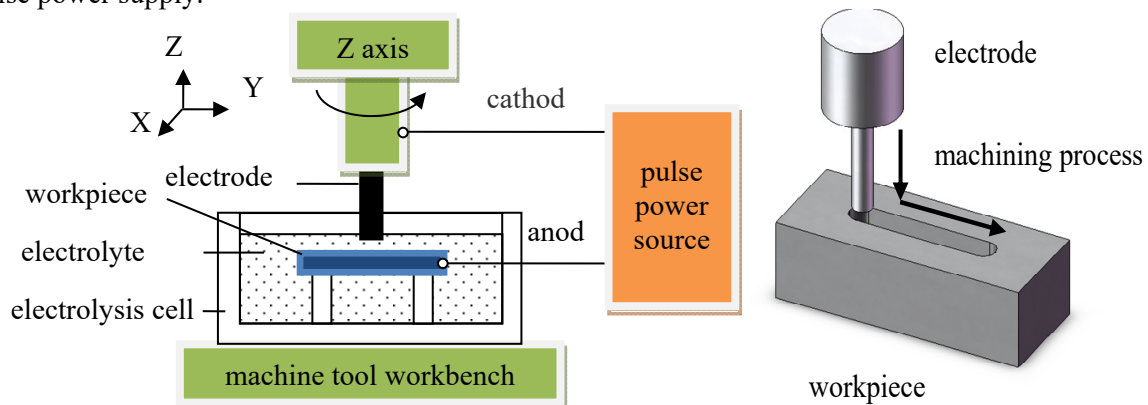 se power supply.
Z axis
Z
Y
X
cathod
electrode
workpiece
electrolyte
electrolysis cell
anod
pulse
power
source
machine tool workbench
electrode
machining process
workpiece